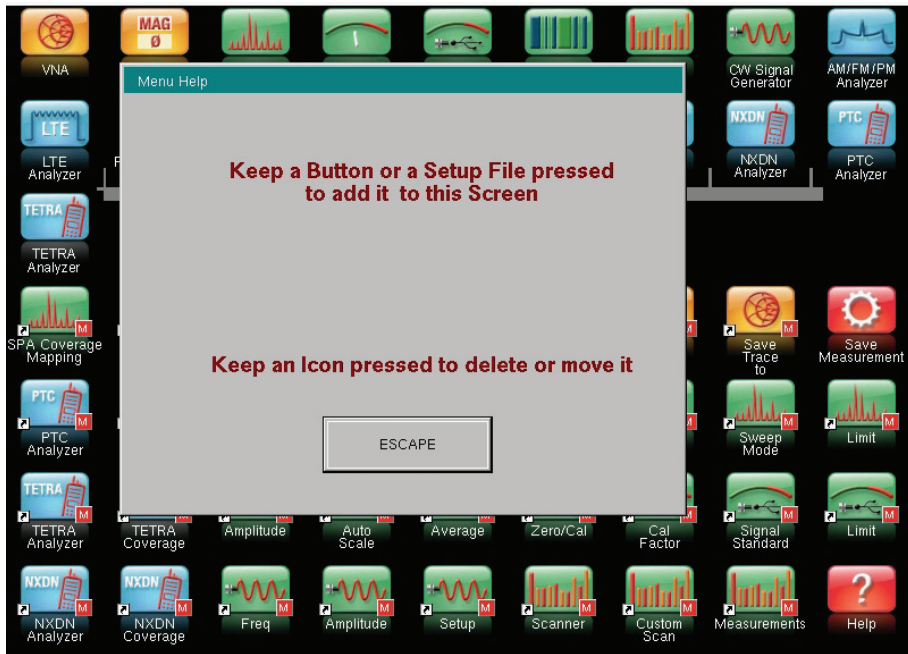 MAG
Ø
VNA
CW Signal
Generator
AM/FM/PM
Analyzer
Menu Help
LTE
NXDN
PTC
LTE
Analyzer
F
NXDN
Analyzer
PTC
Analyzer
Keep a Button or a Setup File pressed
to add it to this Screen
TETRA
TETRA
Analyzer
M
M
M
SPA Coverage
Mapping
Save
Trace
to
Save
Measurement
Keep an Icon pressed to delete or move it
PTC
M
M
M
M
PTC
Analyzer
Sweep
Mode
Limit
ESCAPE
TETRA
M
M
M
M
M
M
M
M
M
TETRA
Analyzer
TETRA
Coverage
Amplitude
Auto
Scale
Average
Zero/Cal
Cal
Factor
Signal
Standard
Limit
NXDN
NXDN
?
M
M
M
M
M
M
M
M
NXDN
Analyzer
NXDN
Coverage
Freq
Amplitude
Setup
Scanner
Custom
Scan
Measurements
Help